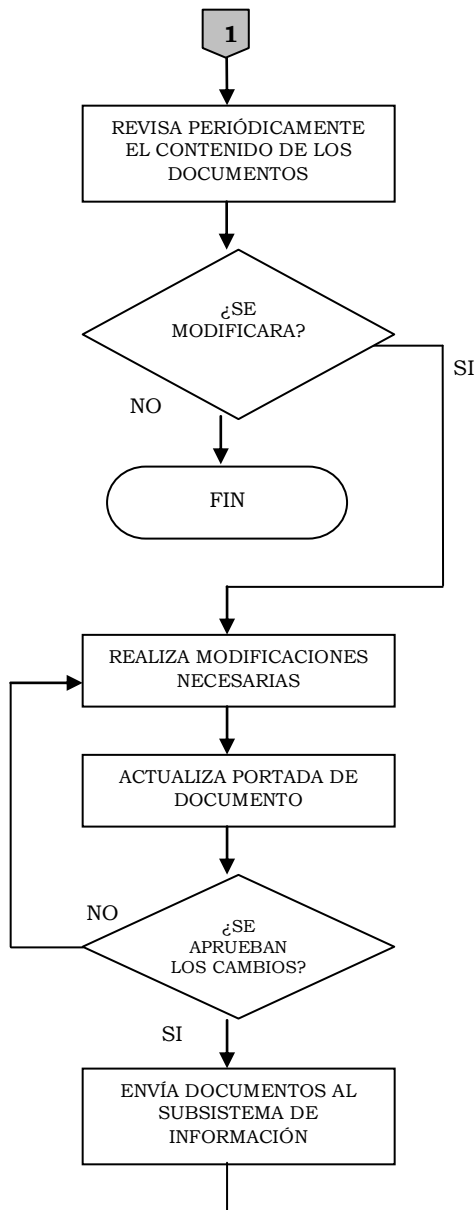 1
REVISA PERIÓDICAMENTE
EL CONTENIDO DE LOS
DOCUMENTOS
¿SE
MODIFICARA?
SI
NO
FIN
REALIZA MODIFICACIONES
NECESARIAS
ACTUALIZA PORTADA DE
DOCUMENTO
NO
¿SE
APRUEBAN
LOS CAMBIOS?
SI
ENVÍA DOCUMENTOS AL
SUBSISTEMA DE
INFORMACIÓN